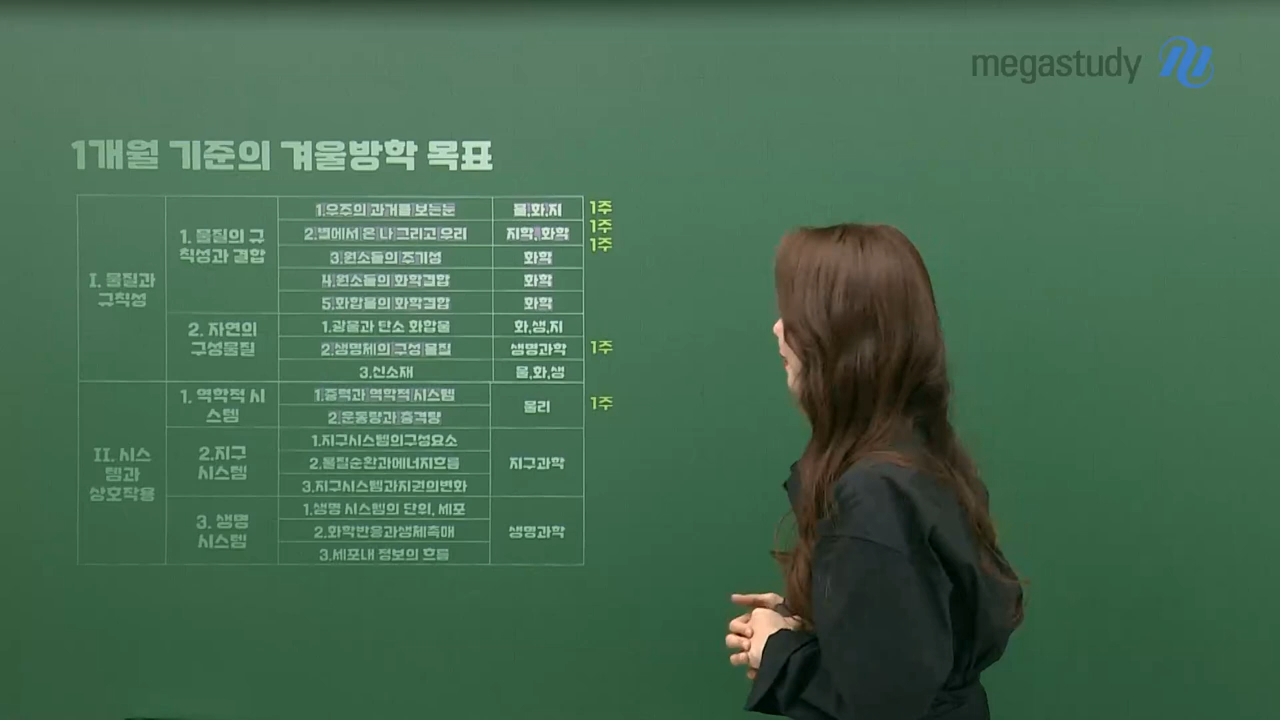 megastudy
1개월 기준의 겨울방학 목표
I. 물질과
규칙성
1. 물질의 규
칙성과 결합
1.우주의 과거를 보는눈
물,화,지
1주
2.별에서 온 나 그리고 우리
지학, 화학
1주
3.원소들의 주기성
화학
1주
4.원소들의 화학결합
화학
5.화합물의 화학결합
화학
2. 자연의
구성물질
1.광물과 탄소 화합물
화,생,지
2.생명체의 구성 물질
생명과학
1주
3.신소재
물,화,생
II. 시스
템과
상호작용
1. 역학적 시
스템
1.중력과 역학적 시스템
2.운동량과 충격량
물리
1주
2.지구
시스템
1.지구시스템의구성요소
2.물질순환과에너지흐름
3.지구시스템과지권의변화
지구과학
3. 생명
시스템
1.생명 시스템의 단위, 세포
2.화학반응과생체촉매
3.세포내 정보의 흐름
생명과학